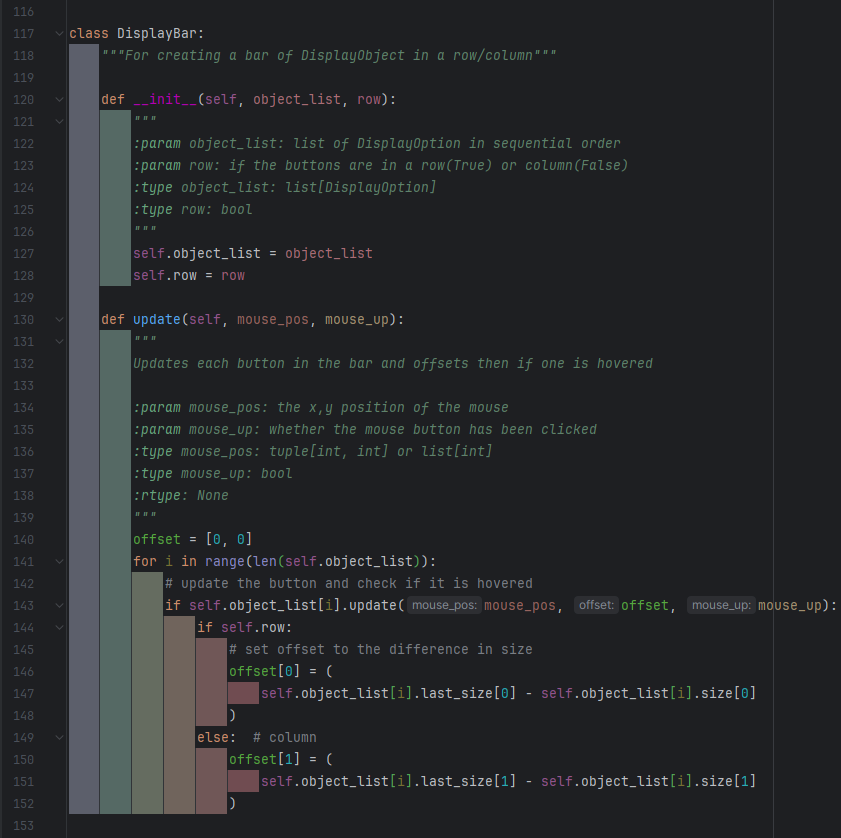 116
117 class DisplayBar:
118     """For creating a bar of DisplayObject in a row/column"""
119
120     def __init__(self, object_list, row):
121         """
122         :param object_list: list of DisplayOption in sequential order
123         :param row: if the buttons are in a row(True) or column(False)
124         :type object_list: list[DisplayOption]
125         :type row: bool
126         """
127         self.object_list = object_list
128         self.row = row
129
130     def update(self, mouse_pos, mouse_up):
131         """
132         Updates each button in the bar and offsets then if one is hovered
133
134         :param mouse_pos: the x,y position of the mouse
135         :param mouse_up: whether the mouse button has been clicked
136         :type mouse_pos: tuple[int, int] or list[int]
137         :type mouse_up: bool
138         :rtype: None
139         """
140         offset = [0, 0]
141         for i in range(len(self.object_list)):
142             # update the button and check if it is hovered
143             if self.object_list[i].update( mouse_pos: mouse_pos, offset: offset, mouse_up: mouse_up):
144                 if self.row:
145                     # set offset to the difference in size
146                     offset[0] = (
147                         self.object_list[i].last_size[0] - self.object_list[i].size[0]
148                     )
149                 else:  # column
150                     offset[1] = (
151                         self.object_list[i].last_size[1] - self.object_list[i].size[1]
152                     )
153